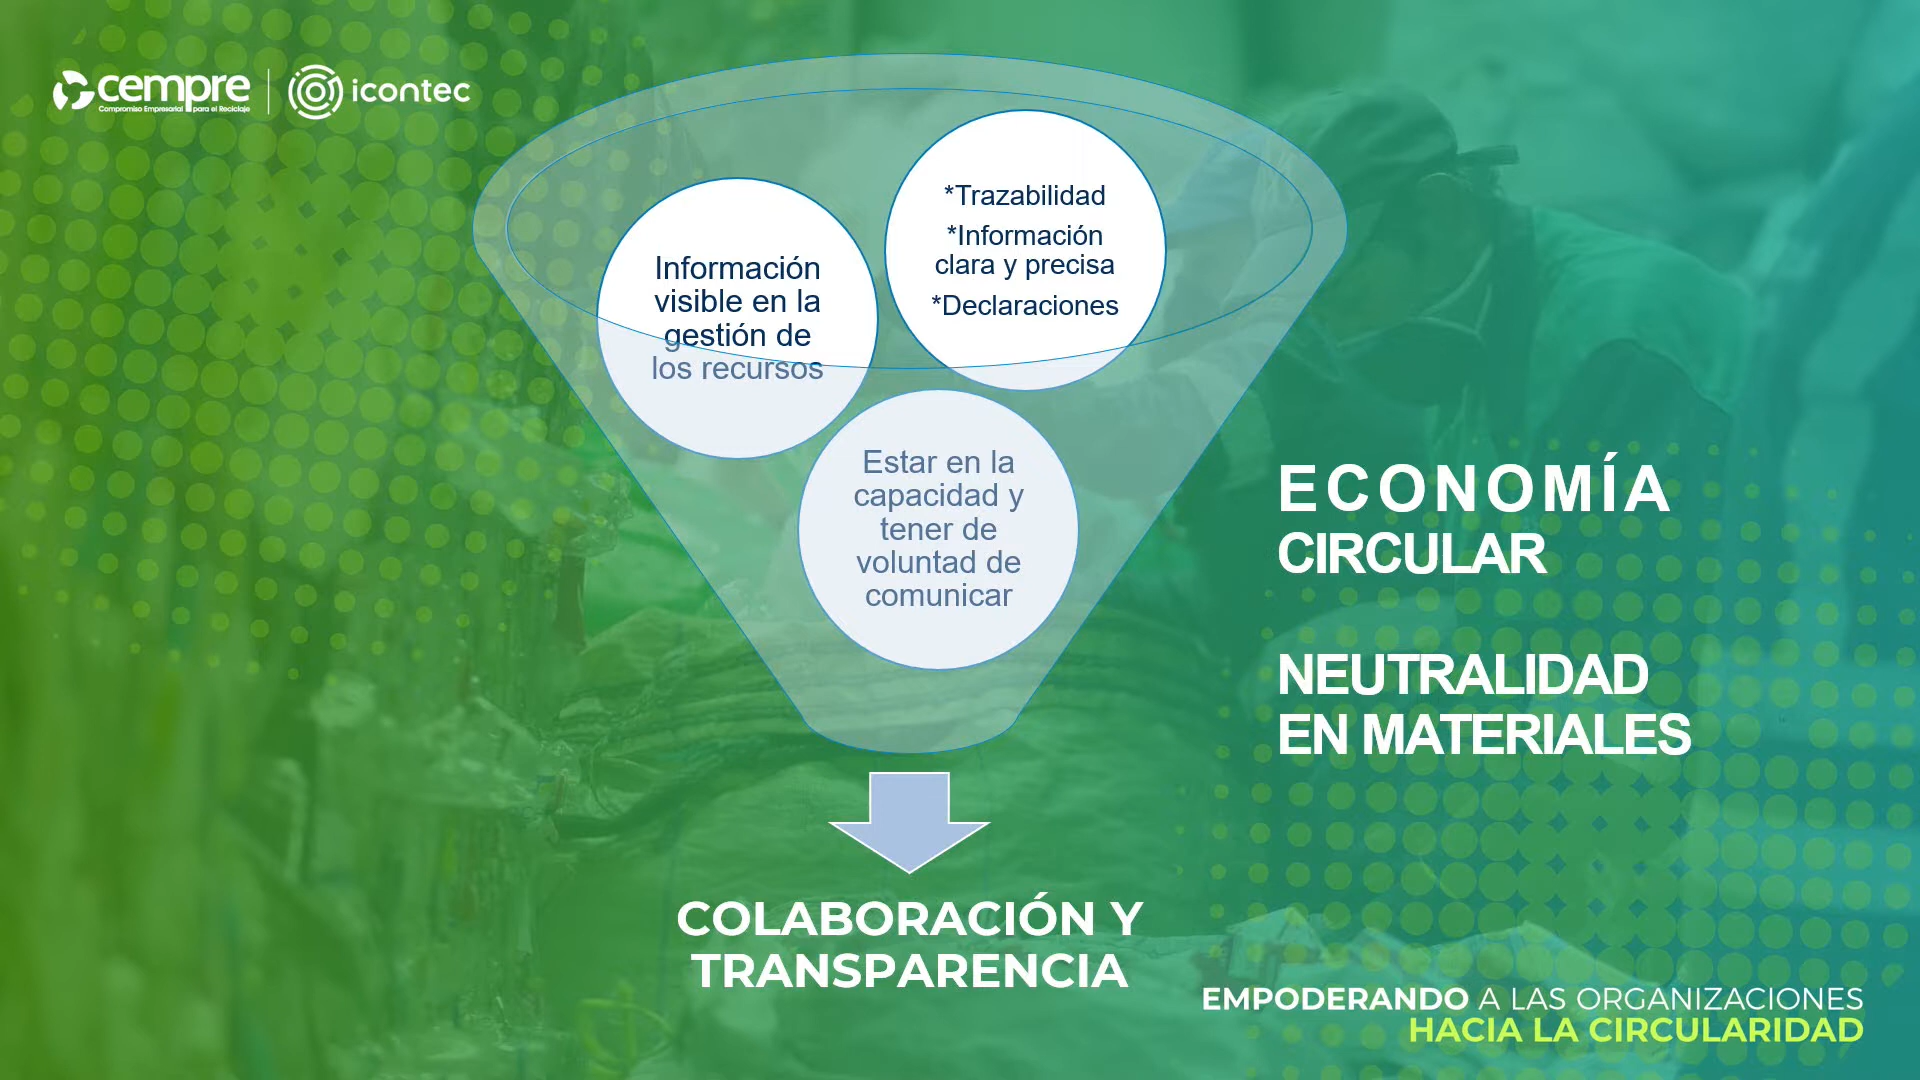 cempre
Compromiso Empresarial para el Reciclaje
icontec
*Trazabilidad
*Información
clara y precisa
*Declaraciones
Información
visible en la
gestión de
los recursos
Estar en la
capacidad y
tener de
voluntad de
comunicar
ECONOMÍA
CIRCULAR
NEUTRALIDAD
EN MATERIALES
COLABORACIÓN Y
TRANSPARENCIA
EMPODERANDO A LAS ORGANIZACIONES
HACIA LA CIRCULARIDAD